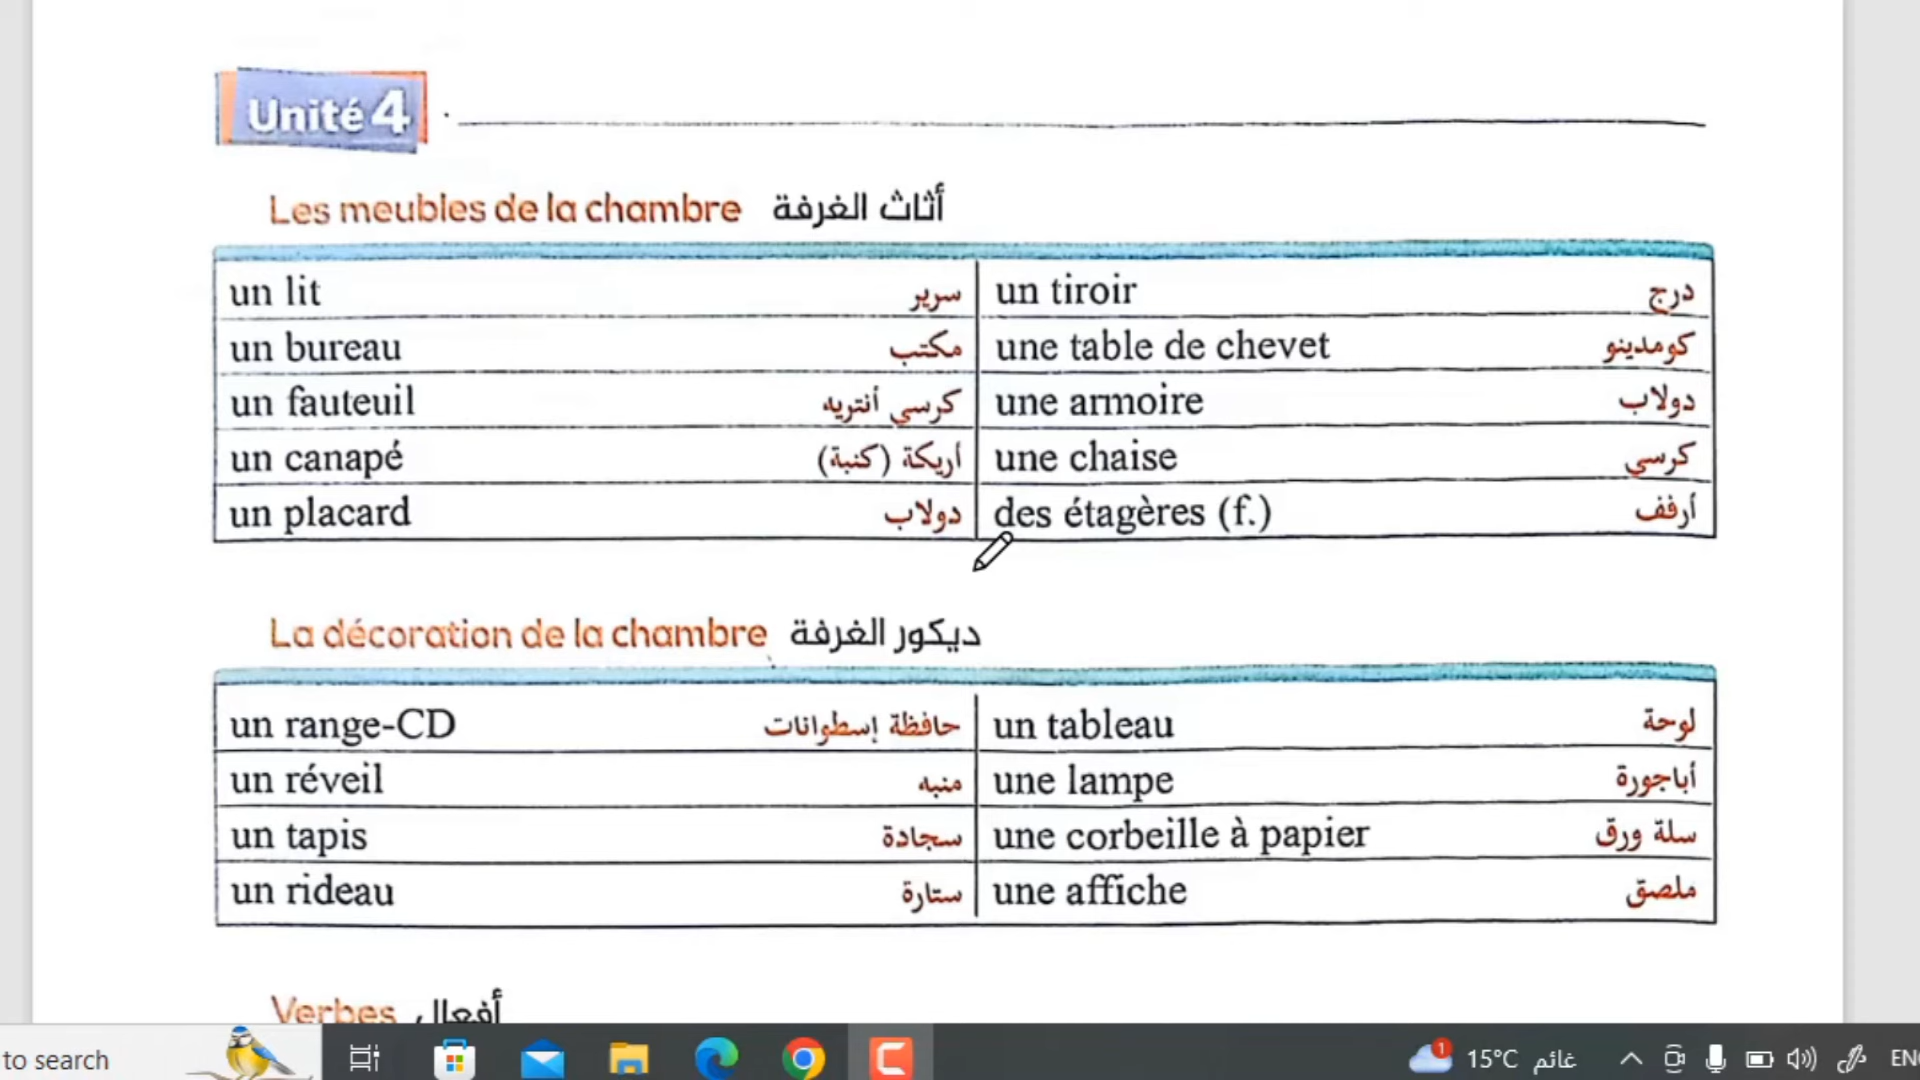 Unité 4
Les meubles de la chambre أثاث الغرفة
un lit سرير un tiroir درج
un bureau مكتب une table de chevet كومدينو
un fauteuil كرسي أنتريه une armoire دولاب
un canapé أريكة (كنبة) une chaise كرسي
un placard دولاب des étagères (f.) أرفف
La décoration de la chambre ديكور الغرفة
un range-CD حافظة إسطوانات un tableau لوحة
un réveil منبه une lampe أباجورة
un tapis سجادة une corbeille à papier سلة ورق
un rideau ستارة une affiche ملصق
Verbes أفعال
to search 1 15°C غائم ENG